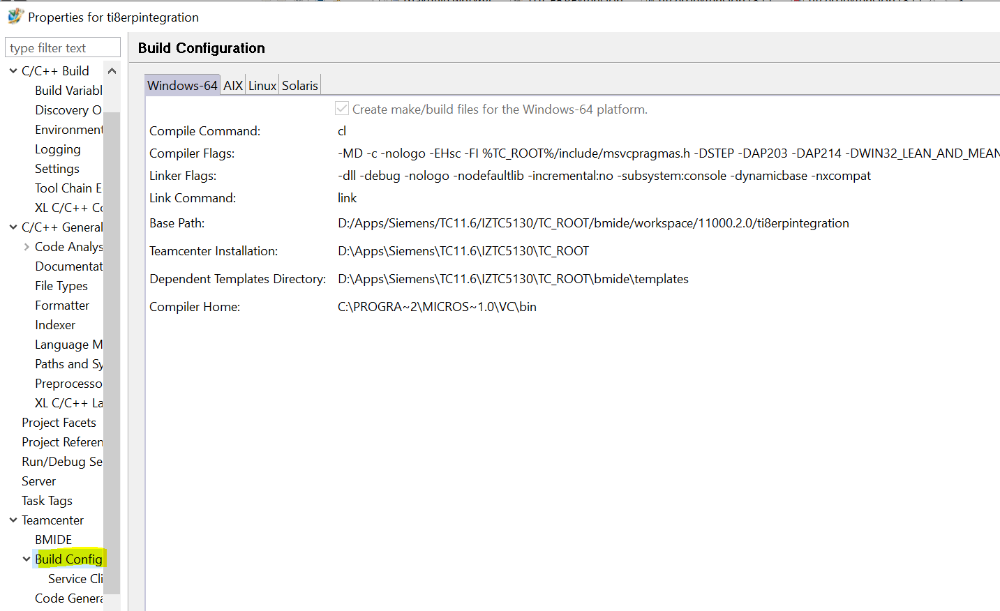 Properties for ti8erpintegration
type filter text
C/C++ Build
Build Variabl
Discovery O
Environment
Logging
Settings
Tool Chain E
XL C/C++ Co
C/C++ General
Code Analys
Documentat
File Types
Formatter
Indexer
Language M
Paths and Sy
Preprocesso
XL C/C++ La
Project Facets
Project Referen
Run/Debug Se
Server
Task Tags
Teamcenter
BMIDE
Build Config
Service Cli
Code Genera
Build Configuration
Windows-64 AIX Linux Solaris
Create make/build files for the Windows-64 platform.
Compile Command: cl
Compiler Flags: -MD -c -nologo -EHsc -FI %TC_ROOT%/include/msvcpragmas.h -DSTEP -DAP203 -DAP214 -DWIN32_LEAN_AND_MEAN
Linker Flags: -dll -debug -nologo -nodefaultlib -incremental:no -subsystem:console -dynamicbase -nxcompat
Link Command: link
Base Path: D:/Apps/Siemens/TC11.6/IZTC5130/TC_ROOT/bmide/workspace/11000.2.0/ti8erpintegration
Teamcenter Installation: D:\Apps\Siemens\TC11.6\IZTC5130\TC_ROOT
Dependent Templates Directory: D:\Apps\Siemens\TC11.6\IZTC5130\TC_ROOT\bmide\templates
Compiler Home: C:\PROGRA~2\MICROS~1.0\VC\bin